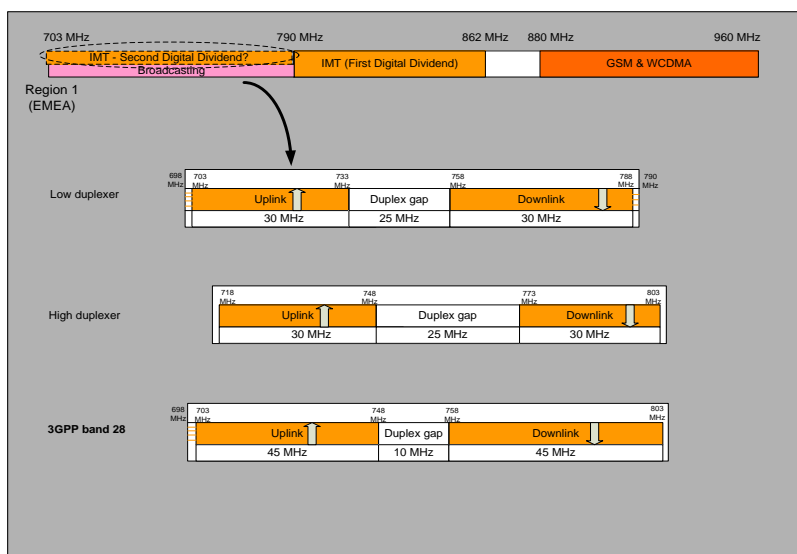 703 MHz 790 MHz 862 MHz 880 MHz 960 MHz
IMT - Second Digital Dividend?
Broadcasting
IMT (First Digital Dividend)
GSM & WCDMA
Region 1
(EMEA)
Low duplexer
698
MHz
703
MHz
733
MHz
758
MHz
788
MHz
790
MHz
Uplink Duplex gap Downlink
30 MHz 25 MHz 30 MHz
High duplexer
718
MHz
748
MHz
773
MHz
803
MHz
Uplink Duplex gap Downlink
30 MHz 25 MHz 30 MHz
3GPP band 28
698
MHz
703
MHz
748
MHz
758
MHz
803
MHz
Uplink Duplex gap Downlink
45 MHz 10 MHz 45 MHz